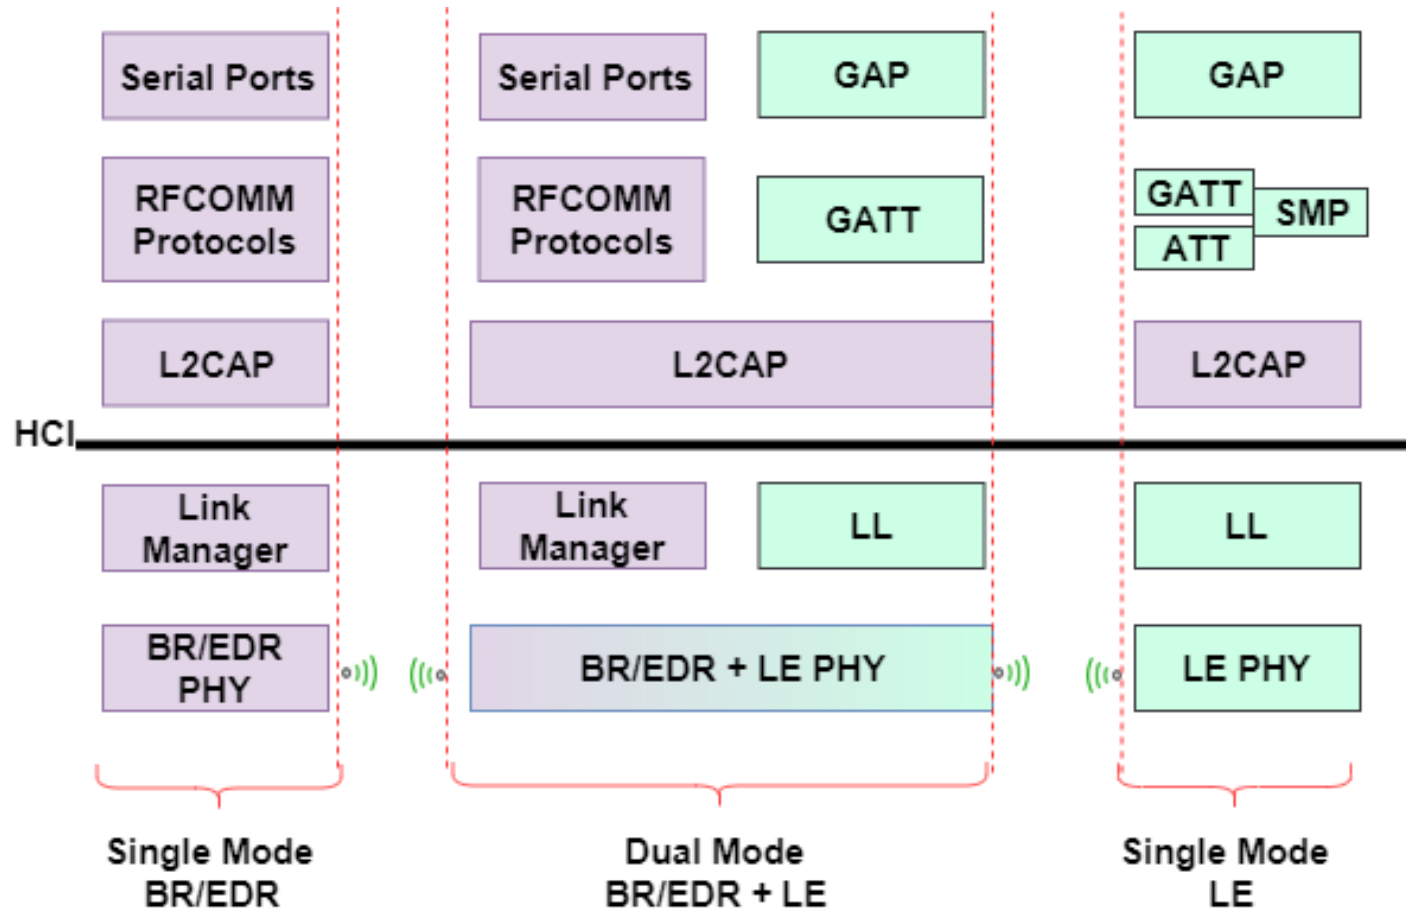 Serial Ports
Serial Ports
GAP
GAP
RFCOMM
Protocols
RFCOMM
Protocols
GATT
GATT
SMP
ATT
L2CAP
L2CAP
L2CAP
HCI
Link
Manager
Link
Manager
LL
LL
BR/EDR
PHY
BR/EDR + LE PHY
LE PHY
Single Mode
BR/EDR
Dual Mode
BR/EDR + LE
Single Mode
LE